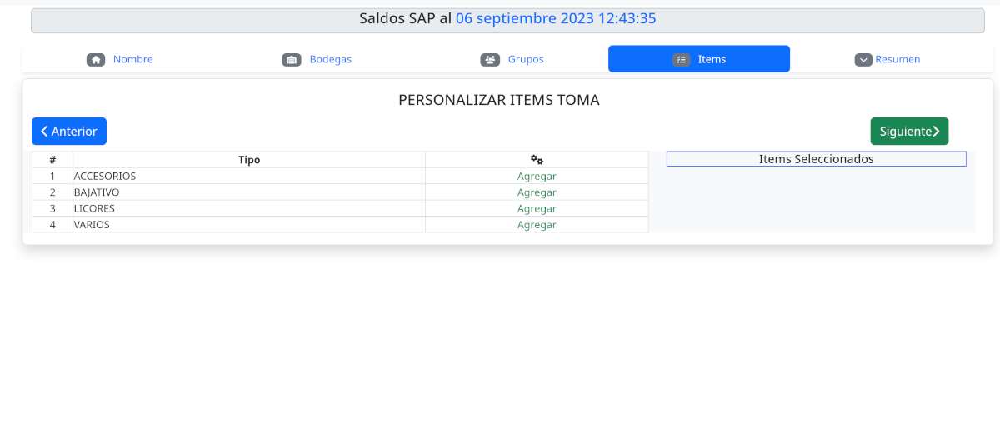 Saldos SAP al 06 septiembre 2023 12:43:35
Nombre Bodegas Grupos Items Resumen
PERSONALIZAR ITEMS TOMA
Anterior Siguiente
# Tipo Items Seleccionados
1 ACCESORIOS Agregar
2 BAJATIVO Agregar
3 LICORES Agregar
4 VARIOS Agregar